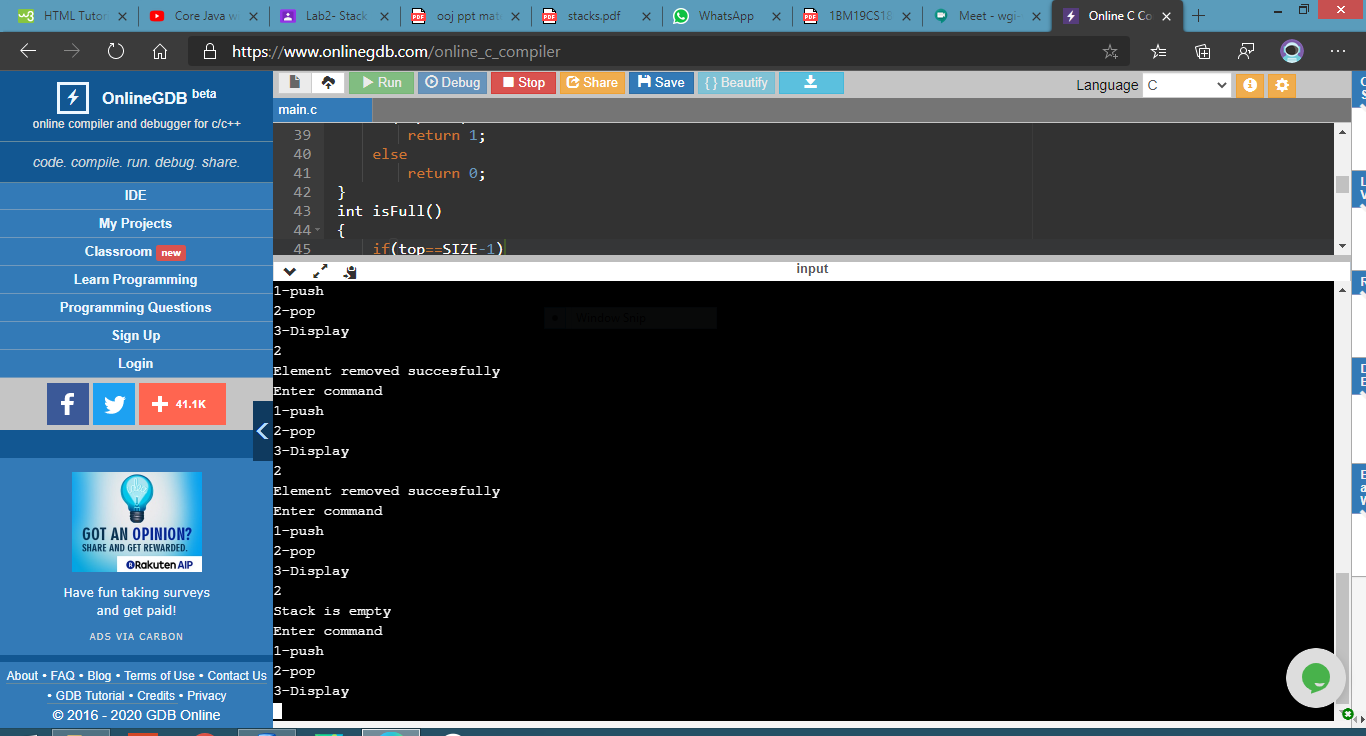 HTML Tutori
Core Java w
Lab2- Stack
ooj ppt mat
stacks.pdf
WhatsApp
1BM19CS18
Meet - wgi-
Online C Co
https://www.onlinegdb.com/online_c_compiler
OnlineGDB beta
online compiler and debugger for c/c++
code. compile. run. debug. share.
IDE
My Projects
Classroom new
Learn Programming
Programming Questions
Sign Up
Login
41.1K
GOT AN OPINION?
SHARE AND GET REWARDED.
Rakuten AIP
Have fun taking surveys
and get paid!
ADS VIA CARBON
About • FAQ • Blog • Terms of Use • Contact Us
• GDB Tutorial • Credits • Privacy
© 2016 - 2020 GDB Online
Run Debug Stop Share Save {} Beautify
Language C
main.c
39 return 1;
40 else
41 return 0;
42 }
43 int isFull()
44 {
45 if(top==SIZE-1)
input
1-push
2-pop
3-Display
2
Element removed succesfully
Enter command
1-push
2-pop
3-Display
2
Element removed succesfully
Enter command
1-push
2-pop
3-Display
2
Stack is empty
Enter command
1-push
2-pop
3-Display